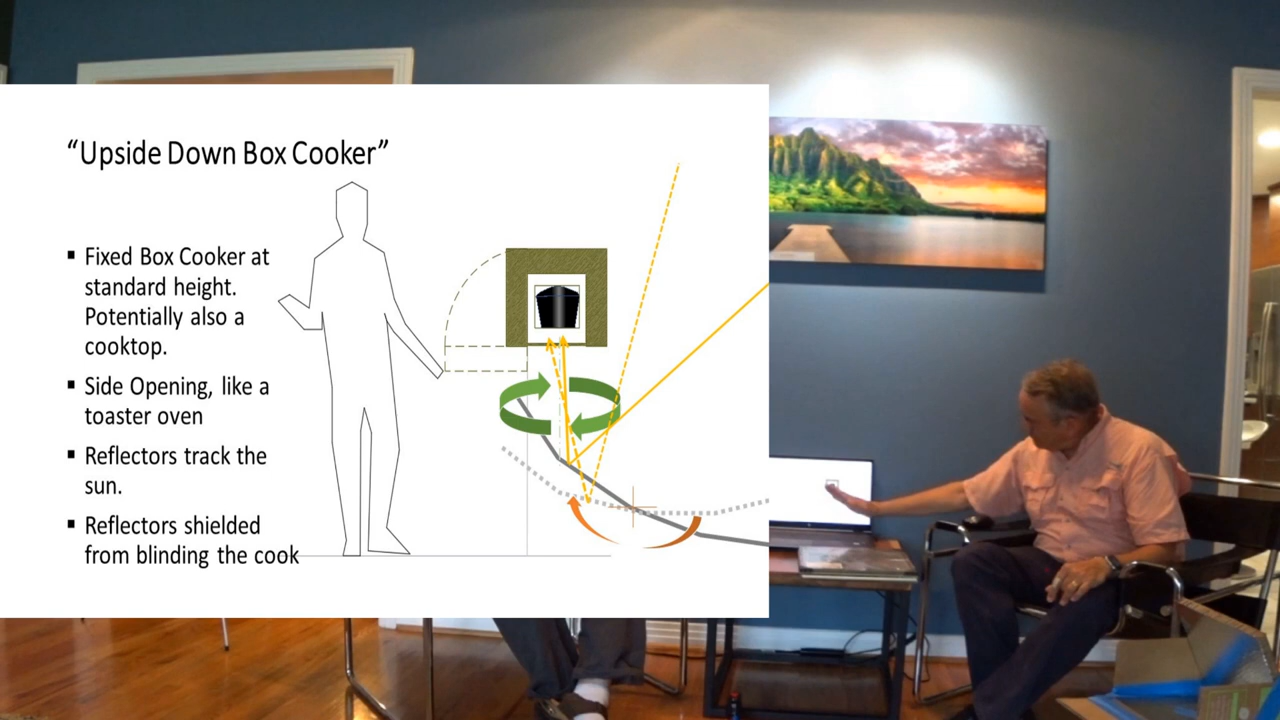 “Upside Down Box Cooker”
▪ Fixed Box Cooker at
standard height.
Potentially also a
cooktop.
▪ Side Opening, like a
toaster oven
▪ Reflectors track the
sun.
▪ Reflectors shielded
from blinding the cook